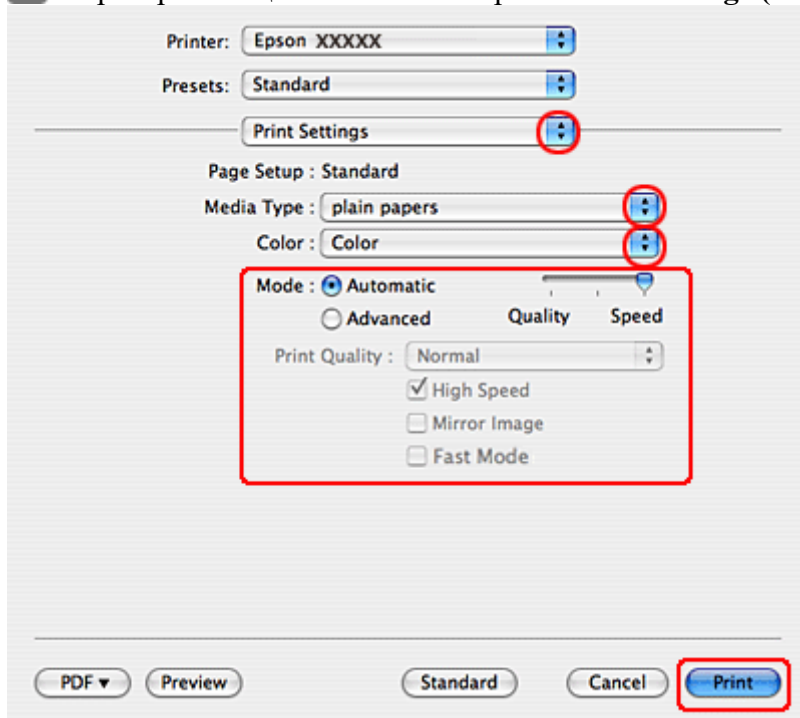 Printer: Epson XXXXX
Presets: Standard
Print Settings
Page Setup : Standard
Media Type : plain papers
Color : Color
Mode : Automatic
Advanced Quality Speed
Print Quality : Normal
High Speed
Mirror Image
Fast Mode
PDF Preview Standard Cancel Print